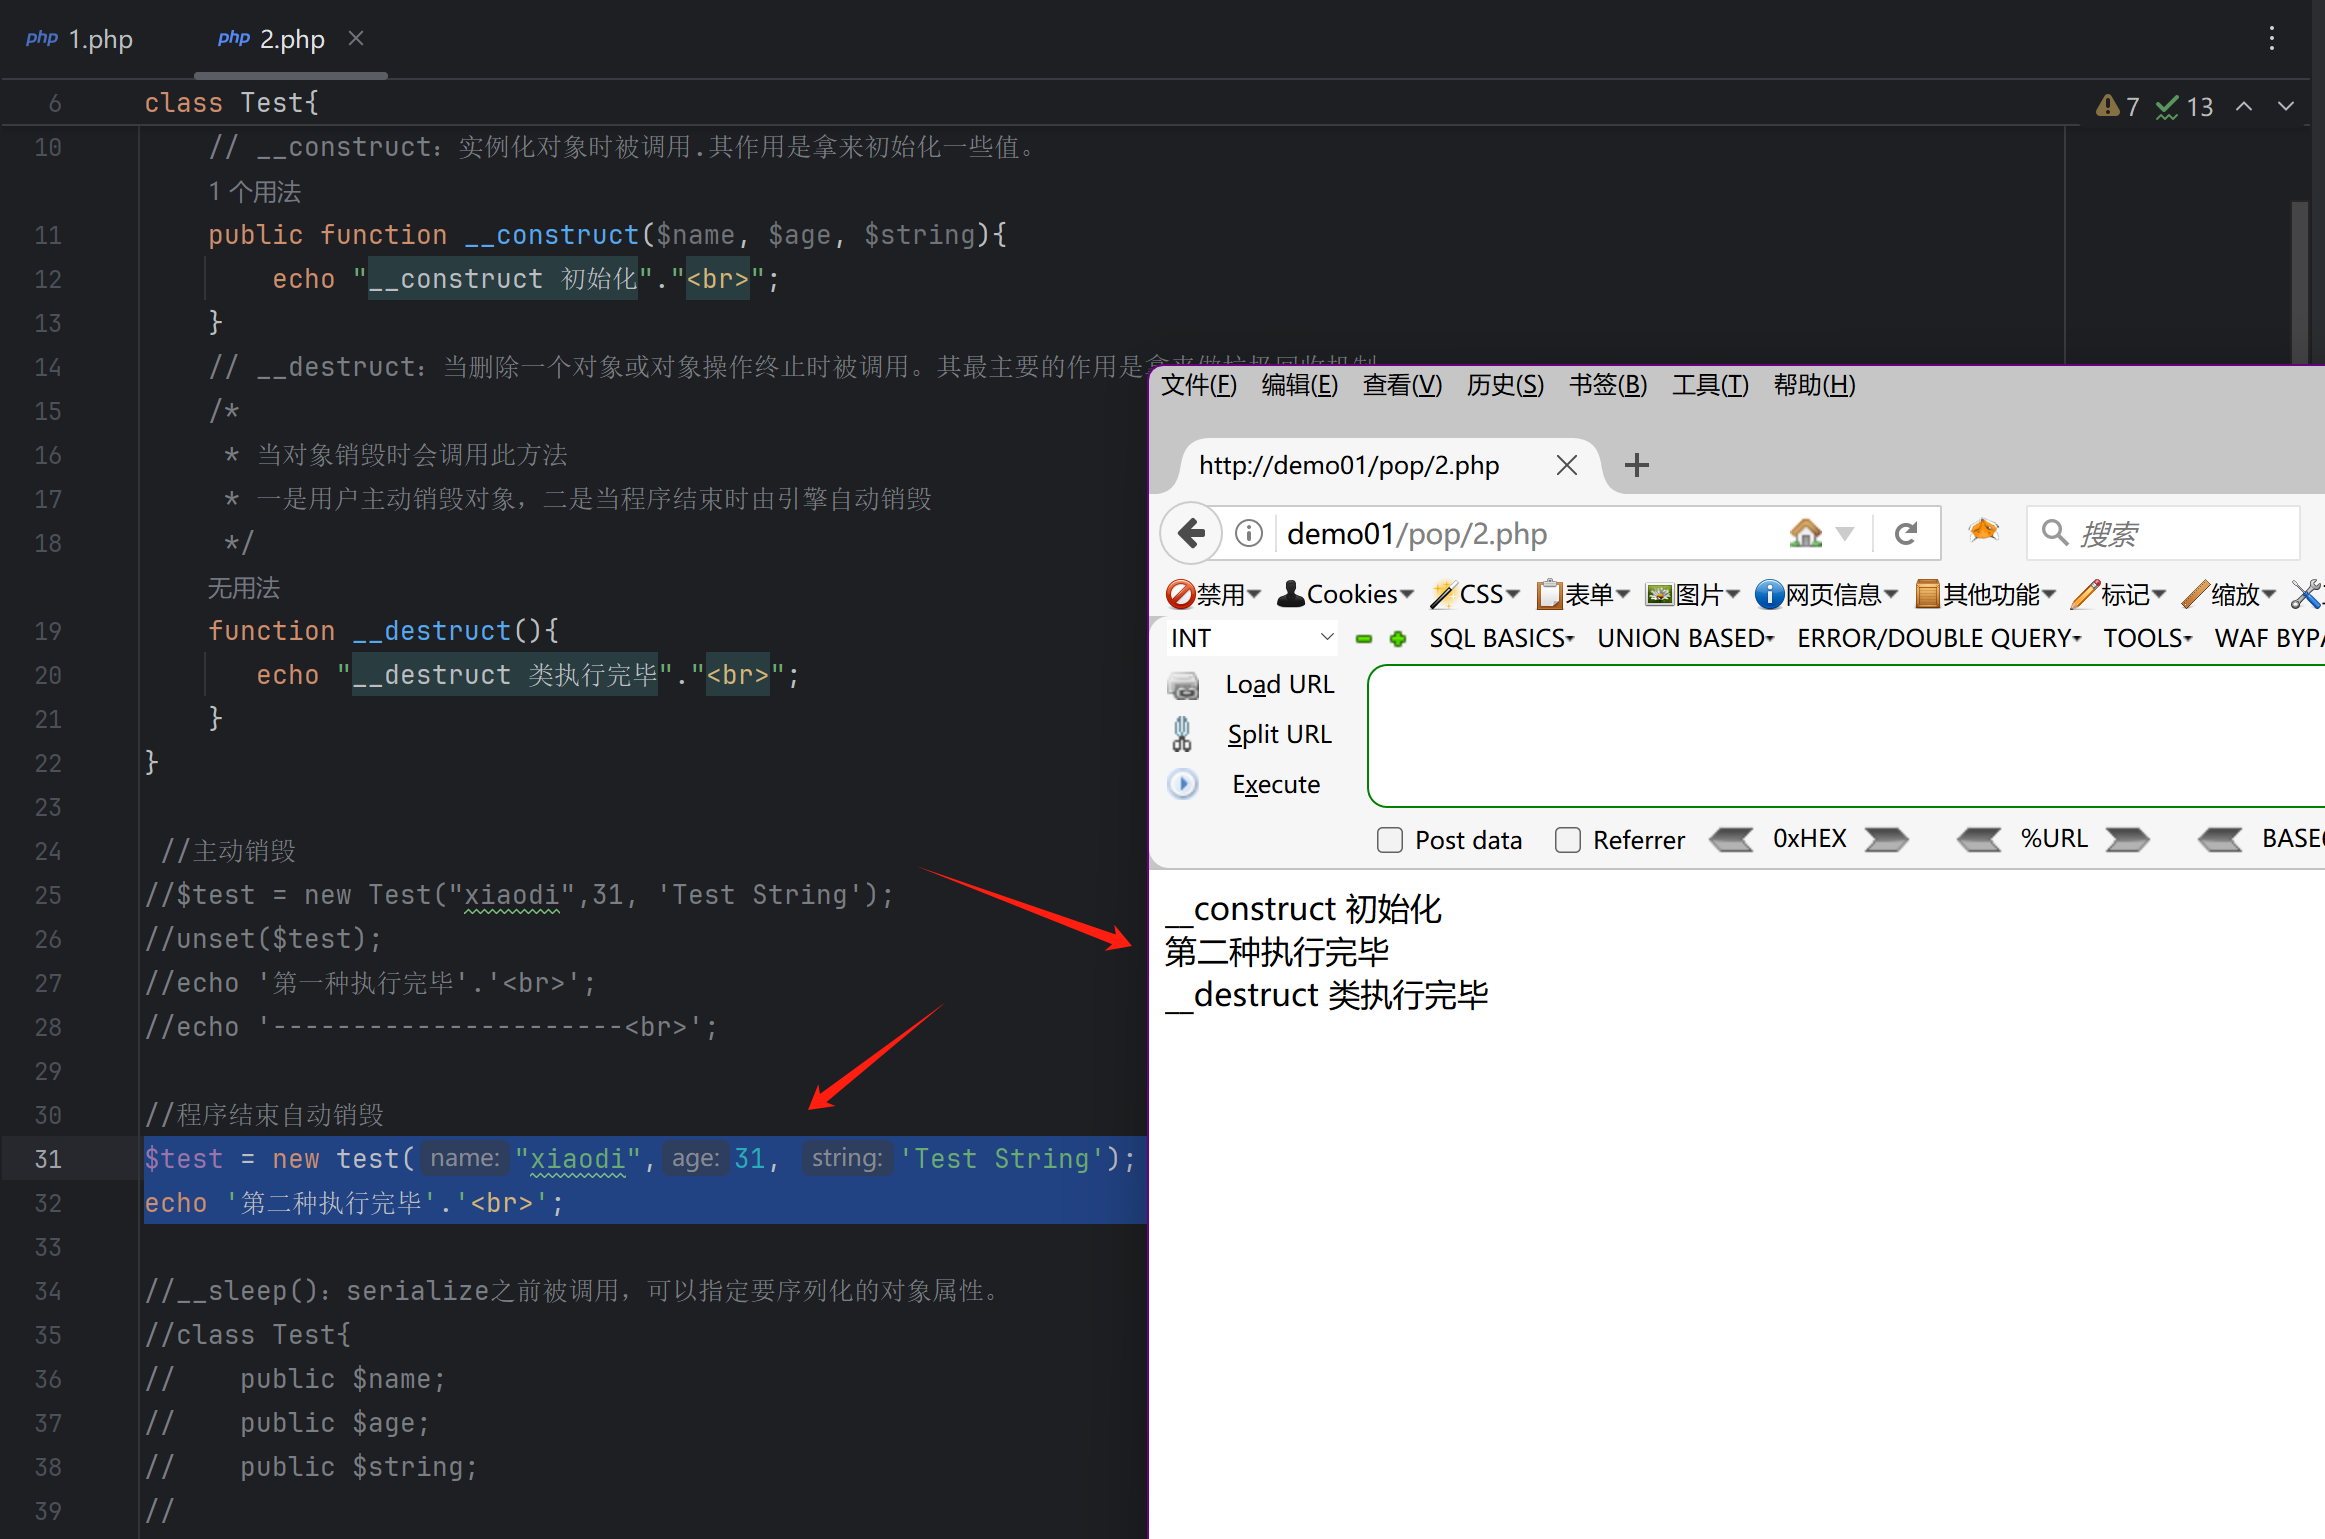 php 1.php
php 2.php
6 class Test{
7 13
10 // __construct：实例化对象时被调用.其作用是拿来初始化一些值。
1 个用法
11 public function __construct($name, $age, $string){
12 echo "__construct 初始化"."<br>";
13 }
14 // __destruct：当删除一个对象或对象操作终止时被调用。其最主要的作用是拿来做垃圾回收机制
15 /*
16 * 当对象销毁时会调用此方法
17 * 一是用户主动销毁对象，二是当程序结束时由引擎自动销毁
18 */
无用法
19 function __destruct(){
20 echo "__destruct 类执行完毕"."<br>";
21 }
22 }
23
24 //主动销毁
25 //$test = new Test("xiaodi",31, 'Test String');
26 //unset($test);
27 //echo '第一种执行完毕'.'<br>';
28 //echo '----------------------<br>';
29
30 //程序结束自动销毁
31 $test = new test( name: "xiaodi", age: 31, string: 'Test String');
32 echo '第二种执行完毕'.'<br>';
33
34 //__sleep()：serialize之前被调用，可以指定要序列化的对象属性。
35 //class Test{
36 // public $name;
37 // public $age;
38 // public $string;
39 //
文件(F) 编辑(E) 查看(V) 历史(S) 书签(B) 工具(T) 帮助(H)
http://demo01/pop/2.php
demo01/pop/2.php
搜索
禁用 Cookies CSS 表单 图片 网页信息 其他功能 标记 缩放
INT SQL BASICS UNION BASED ERROR/DOUBLE QUERY TOOLS WAF BYPA
Load URL
Split URL
Execute
Post data Referrer 0xHEX %URL BASE
__construct 初始化
第二种执行完毕
__destruct 类执行完毕